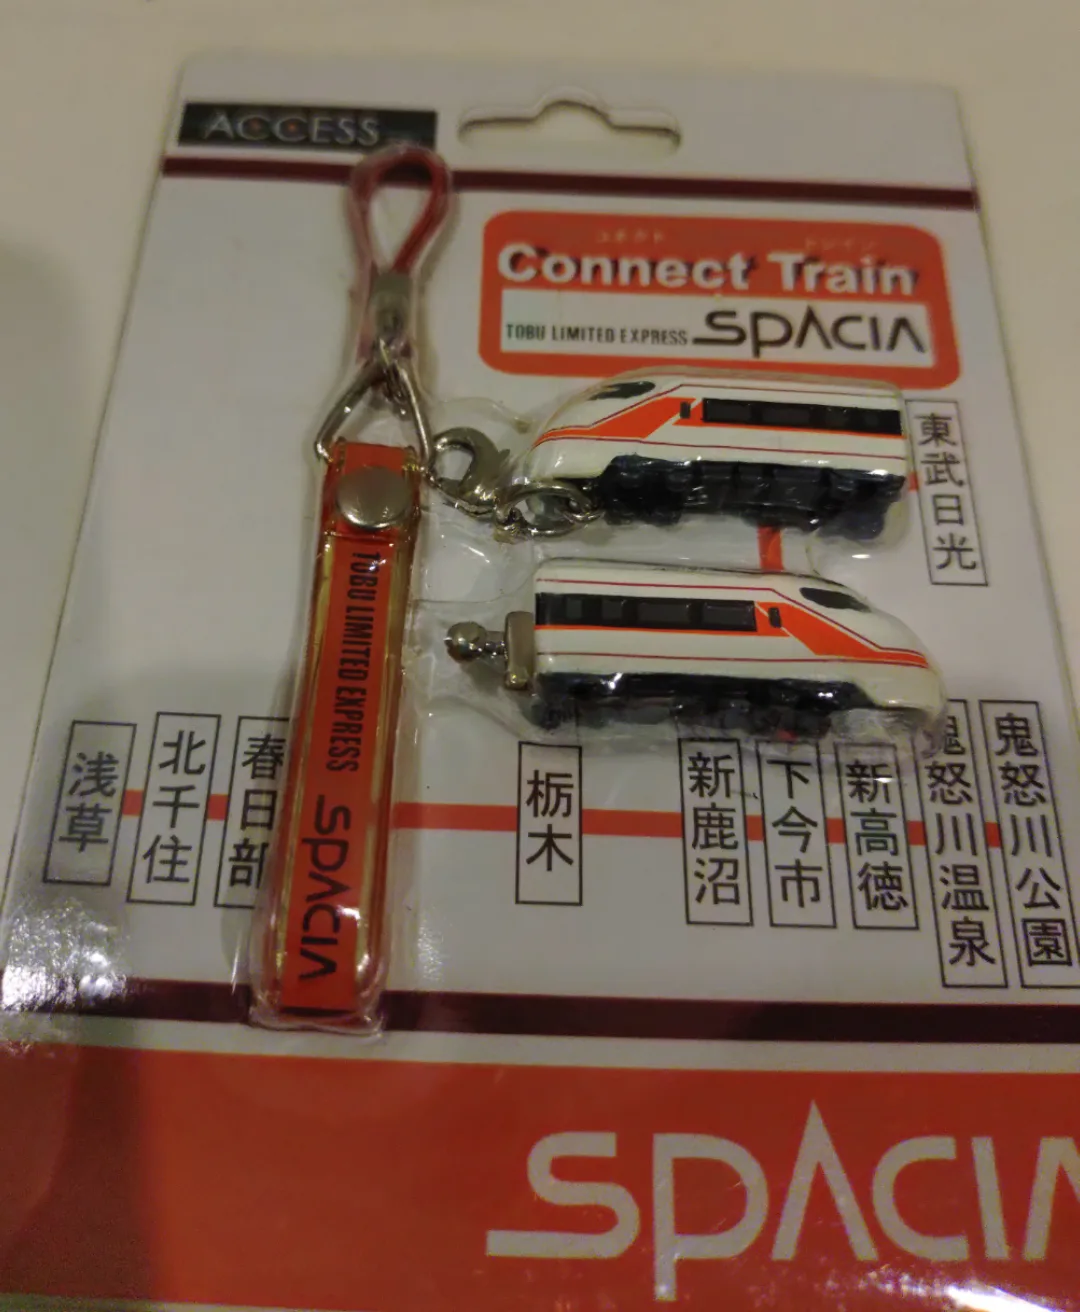 ACCESS
コネクト トレイン
Connect Train
TOBU LIMITED EXPRESS SPACIA
東武日光
TOBU LIMITED EXPRESS SPACIA
浅草
北千住
春日部
栃木
新鹿沼
下今市
新高徳
鬼怒川温泉
鬼怒川公園
SPACIA